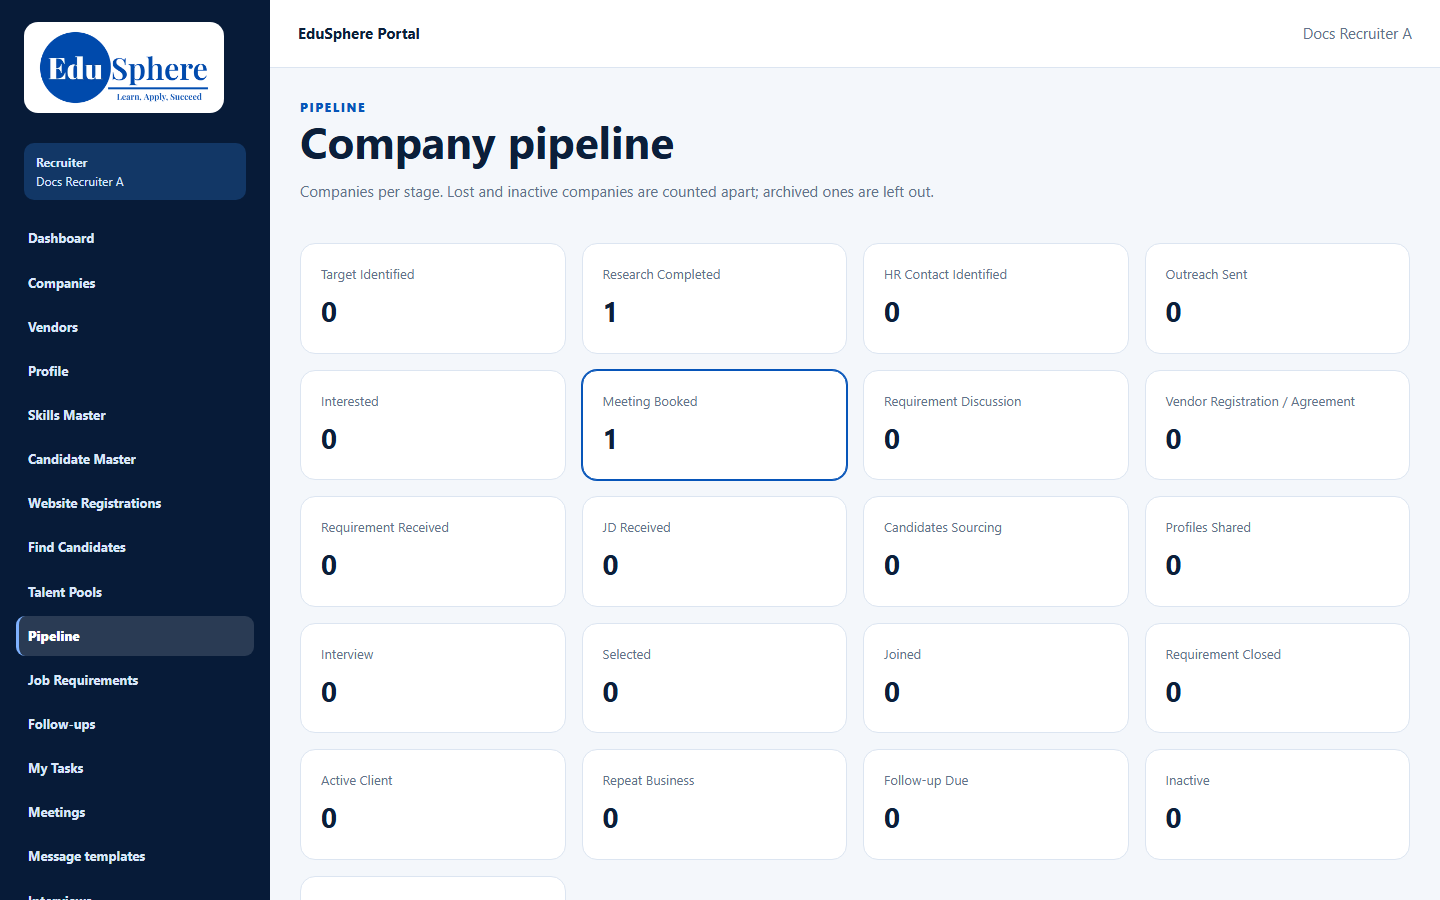 EduSphere
Learn. Apply, Succeed
Recruiter
Docs Recruiter A
Dashboard
Companies
Vendors
Profile
Skills Master
Candidate Master
Website Registrations
Find Candidates
Talent Pools
Pipeline
Job Requirements
Follow-ups
My Tasks
Meetings
Message templates
EduSphere Portal
Docs Recruiter A
PIPELINE
Company pipeline
Companies per stage. Lost and inactive companies are counted apart; archived ones are left out.
Target Identified
0
Research Completed
1
HR Contact Identified
0
Outreach Sent
0
Interested
0
Meeting Booked
1
Requirement Discussion
0
Vendor Registration / Agreement
0
Requirement Received
0
JD Received
0
Candidates Sourcing
0
Profiles Shared
0
Interview
0
Selected
0
Joined
0
Requirement Closed
0
Active Client
0
Repeat Business
0
Follow-up Due
0
Inactive
0